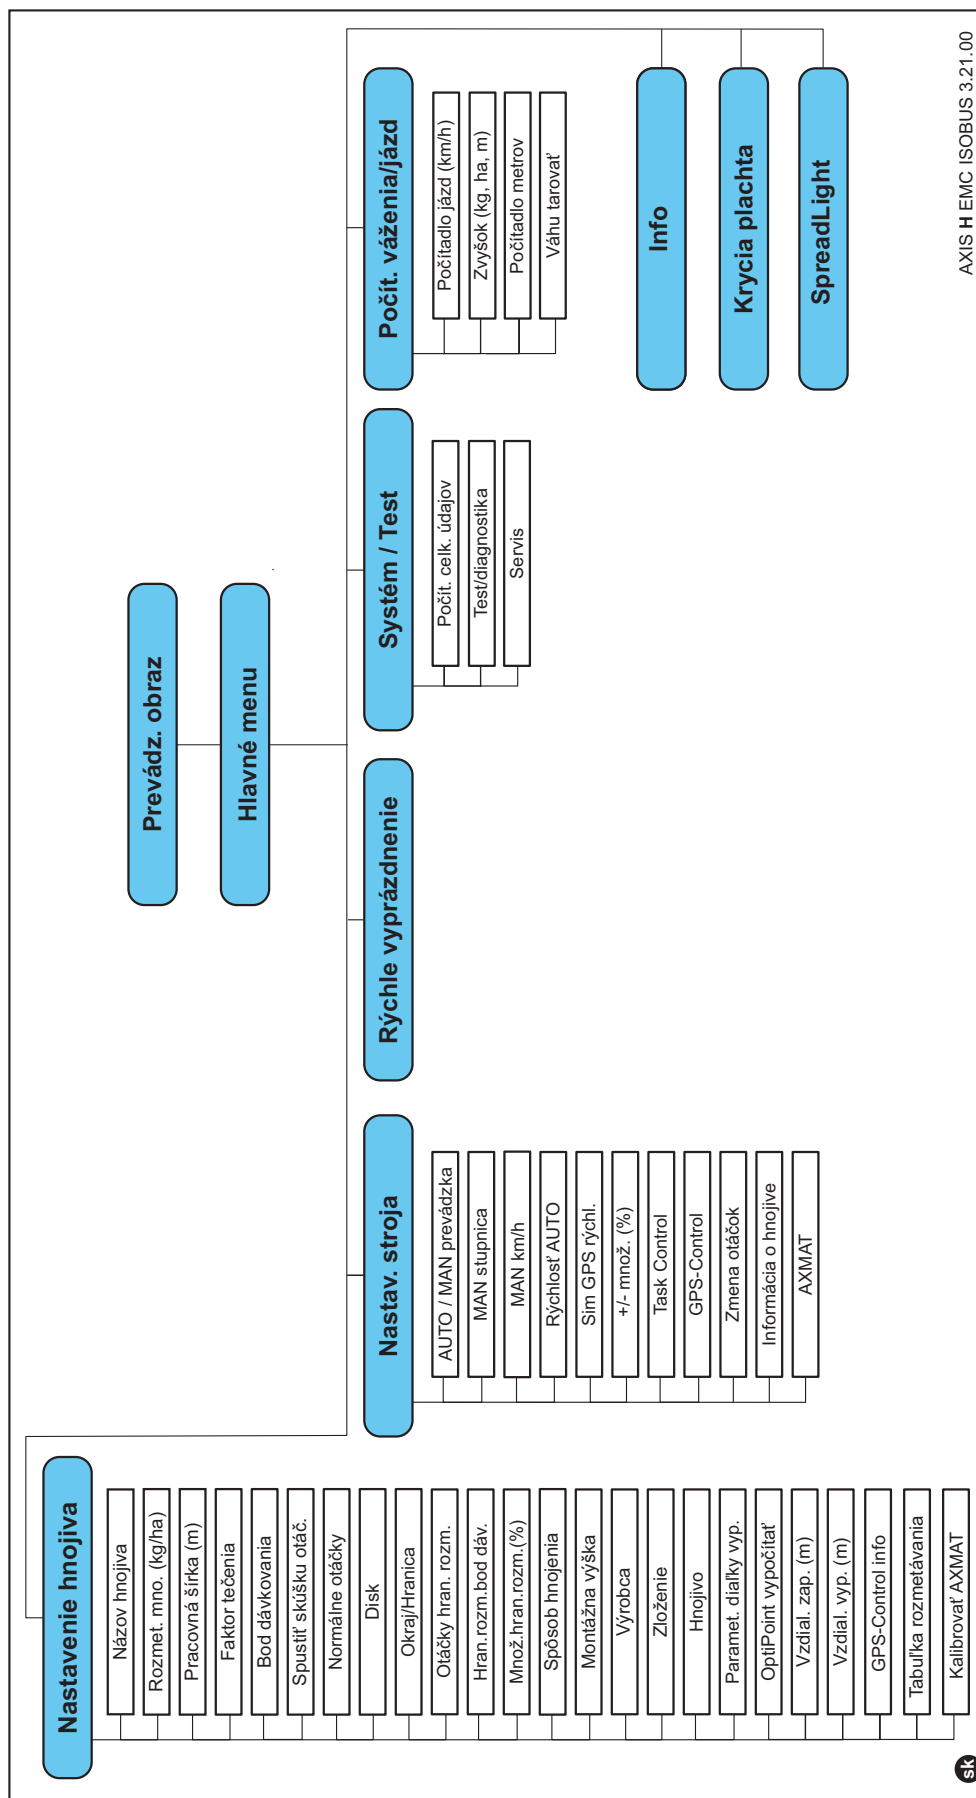 Prevádz. obraz
Hlavné menu
Nastavenie hnojiva
Názov hnojiva
Rozmet. mno. (kg/ha)
Pracovná šírka (m)
Faktor tečenia
Bod dávkovania
Spustiť skúšku otáč.
Normálne otáčky
Disk
Okraj/Hranica
Otáčky hran. rozm.
Hran.rozm.bod dáv.
Množ.hran.rozm.(%)
Spôsob hnojenia
Montážna výška
Výrobca
Zloženie
Hnojivo
Paramet. diaľky vyp.
OptiPoint vypočítať
Vzdial. zap. (m)
Vzdial. vyp. (m)
GPS-Control info
Tabuľka rozmetávania
Kalibrovať AXMAT
Nastav. stroja
AUTO / MAN prevádzka
MAN stupnica
MAN km/h
Rýchlosť AUTO
Sim GPS rýchl.
+/- množ. (%)
Task Control
GPS-Control
Zmena otáčok
Informácia o hnojive
AXMAT
Rýchle vyprázdnenie
Systém / Test
Počít. celk. údajov
Test/diagnostika
Servis
Počít. váženia/jázd
Počítadlo jázd (km/h)
Zvyšok (kg, ha, m)
Počítadlo metrov
Váhu tarovať
Info
Krycia plachta
SpreadLight
sk
AXIS H EMC ISOBUS 3.21.00